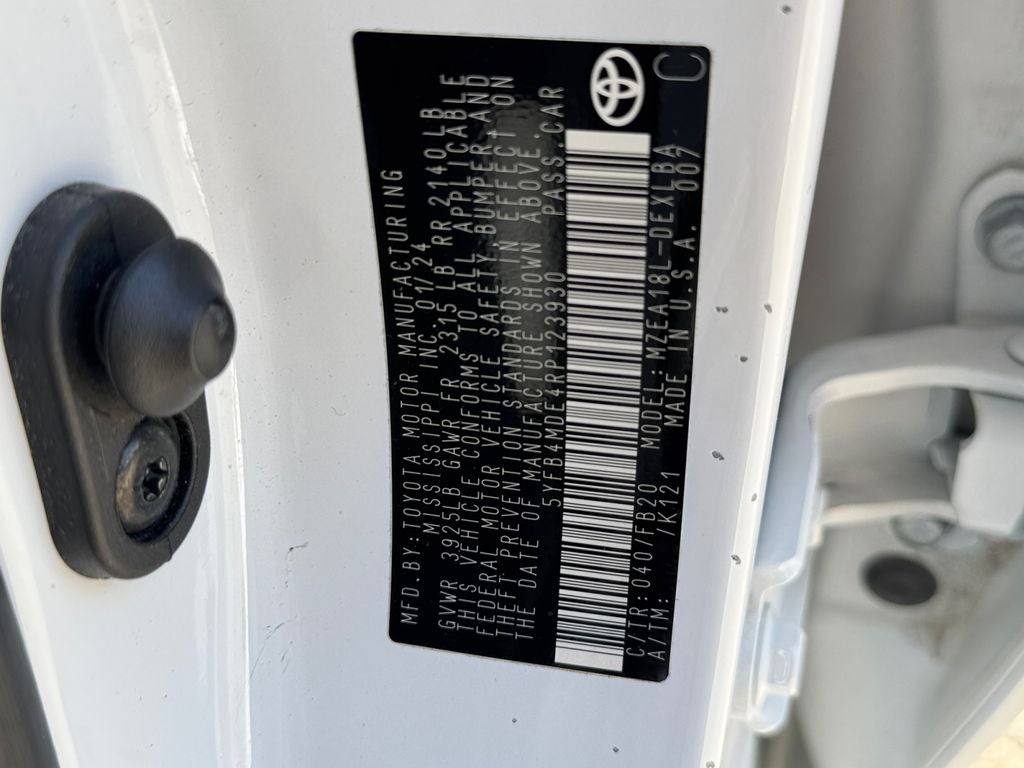 MFD.BY:TOYOTA MOTOR MANUFACTURING
MISSISSIPPI INC.01/24
GVWR 3925LB GAWR FR 2315 LB RR 2140LB
THIS VEHICLE CONFORMS TO ALL APPLICABLE
FEDERAL MOTOR VEHICLE SAFETY,BUMPER,AND
THEFT PREVENTION STANDARDS IN EFFECT ON
THE DATE OF MANUFACTURE SHOWN ABOVE.
5YFB4MDE4RP123930 PASS.CAR
C/TR:040/FB20 MODEL:MZEA18L-DEXLBA
A/TM: /K121 MADE IN U.S.A. 007
C